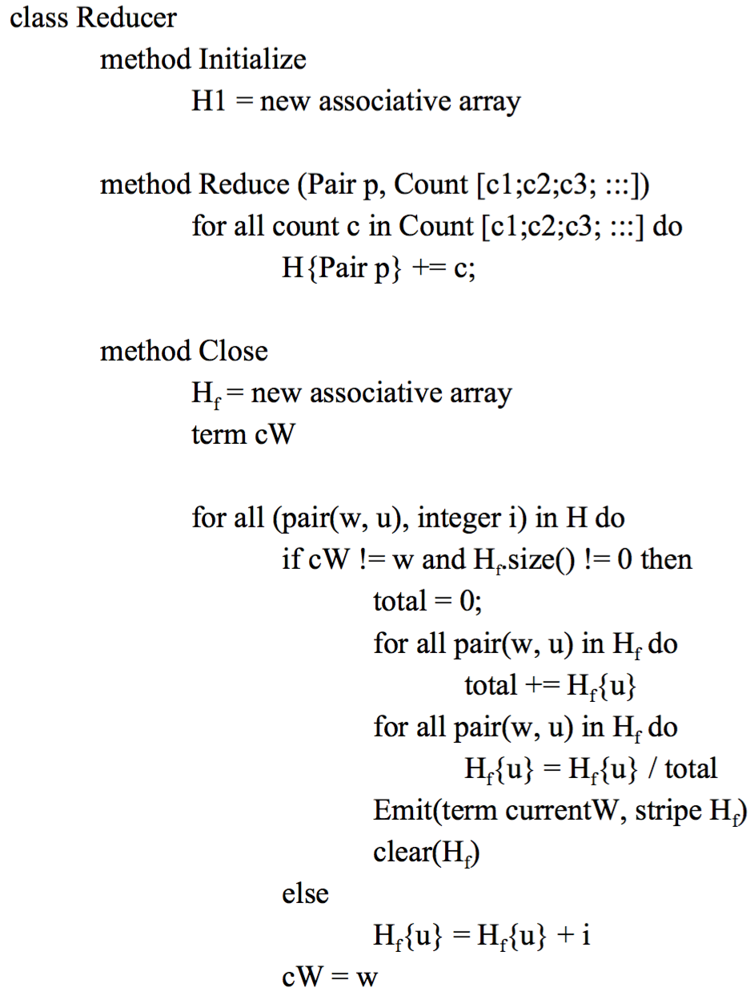 class Reducer
method Initialize
H1 = new associative array
method Reduce (Pair p, Count [c1;c2;c3; :::])
for all count c in Count [c1;c2;c3; :::] do
H{Pair p} += c;
method Close
Hf = new associative array
term cW
for all (pair(w, u), integer i) in H do
if cW != w and Hf.size() != 0 then
total = 0;
for all pair(w, u) in Hf do
total += Hf{u}
for all pair(w, u) in Hf do
Hf{u} = Hf{u} / total
Emit(term currentW, stripe Hf)
clear(Hf)
else
Hf{u} = Hf{u} + i
cW = w